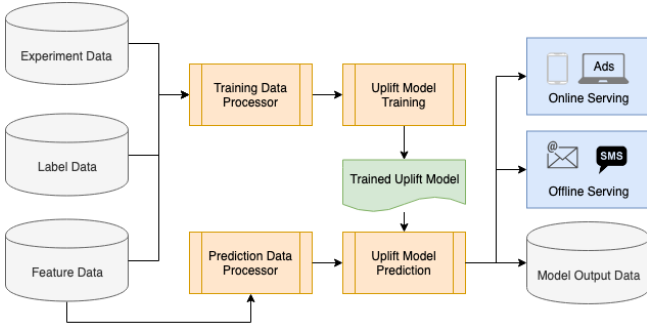 Experiment Data
Label Data
Feature Data
Training Data
Processor
Uplift Model
Training
Trained Uplift Model
Prediction Data
Processor
Uplift Model
Prediction
Ads
Online Serving
@
SMS
Offline Serving
Model Output Data